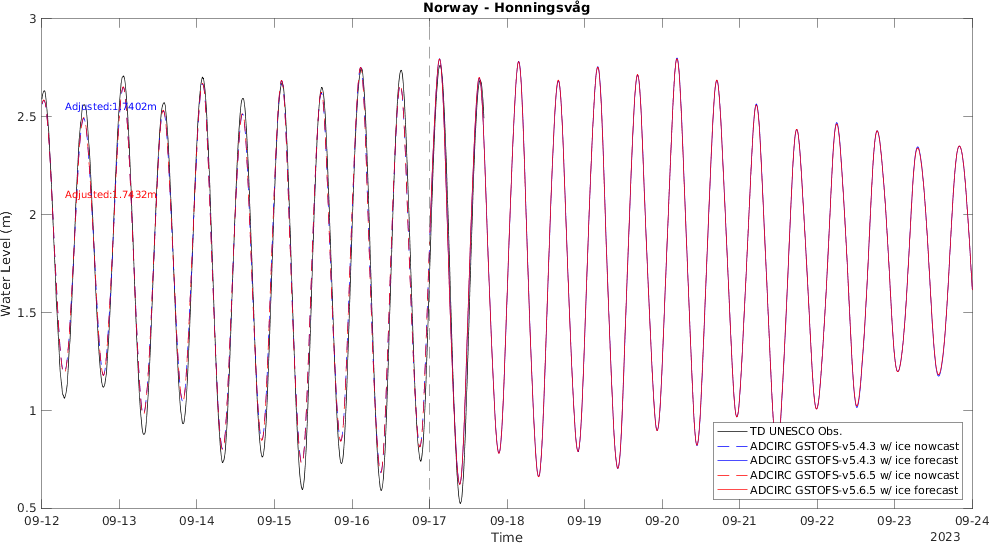 Norway - Honningsvåg
3
2.5
2
1.5
1
0.5
Water Level (m)
Adjusted:1.7402m
Adjusted:1.7432m
TD UNESCO Obs.
ADCIRC GSTOFS-v5.4.3 w/ ice nowcast
ADCIRC GSTOFS-v5.4.3 w/ ice forecast
ADCIRC GSTOFS-v5.6.5 w/ ice nowcast
ADCIRC GSTOFS-v5.6.5 w/ ice forecast
09-12 09-13 09-14 09-15 09-16 09-17 09-18 09-19 09-20 09-21 09-22 09-23 09-24
Time
2023